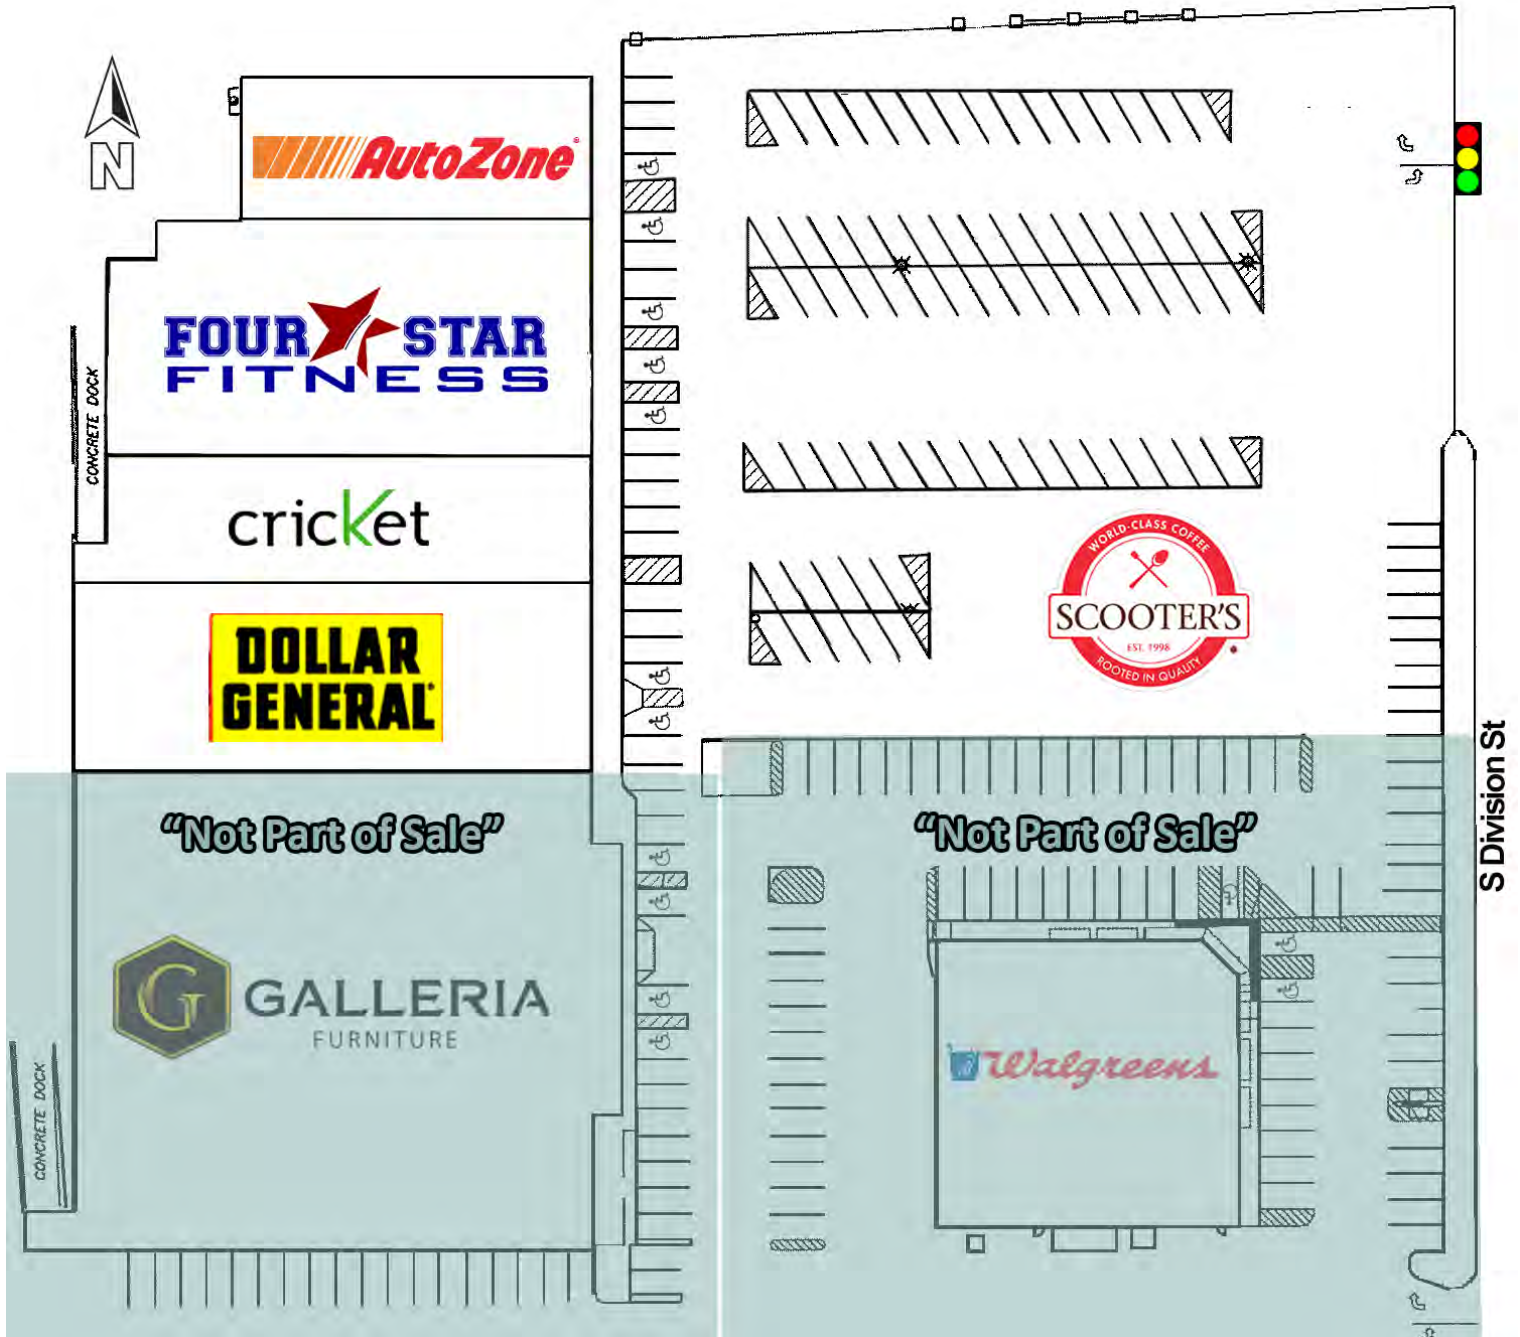 N
AutoZone
FOUR STAR
FITNESS
CONCRETE DOCK
cricket
DOLLAR
GENERAL
WORLD-CLASS COFFEE
SCOOTER'S
EST. 1998
ROOTED IN QUALITY
S Division St
“Not Part of Sale”
“Not Part of Sale”
G
GALLERIA
FURNITURE
Walgreens
CONCRETE DOCK